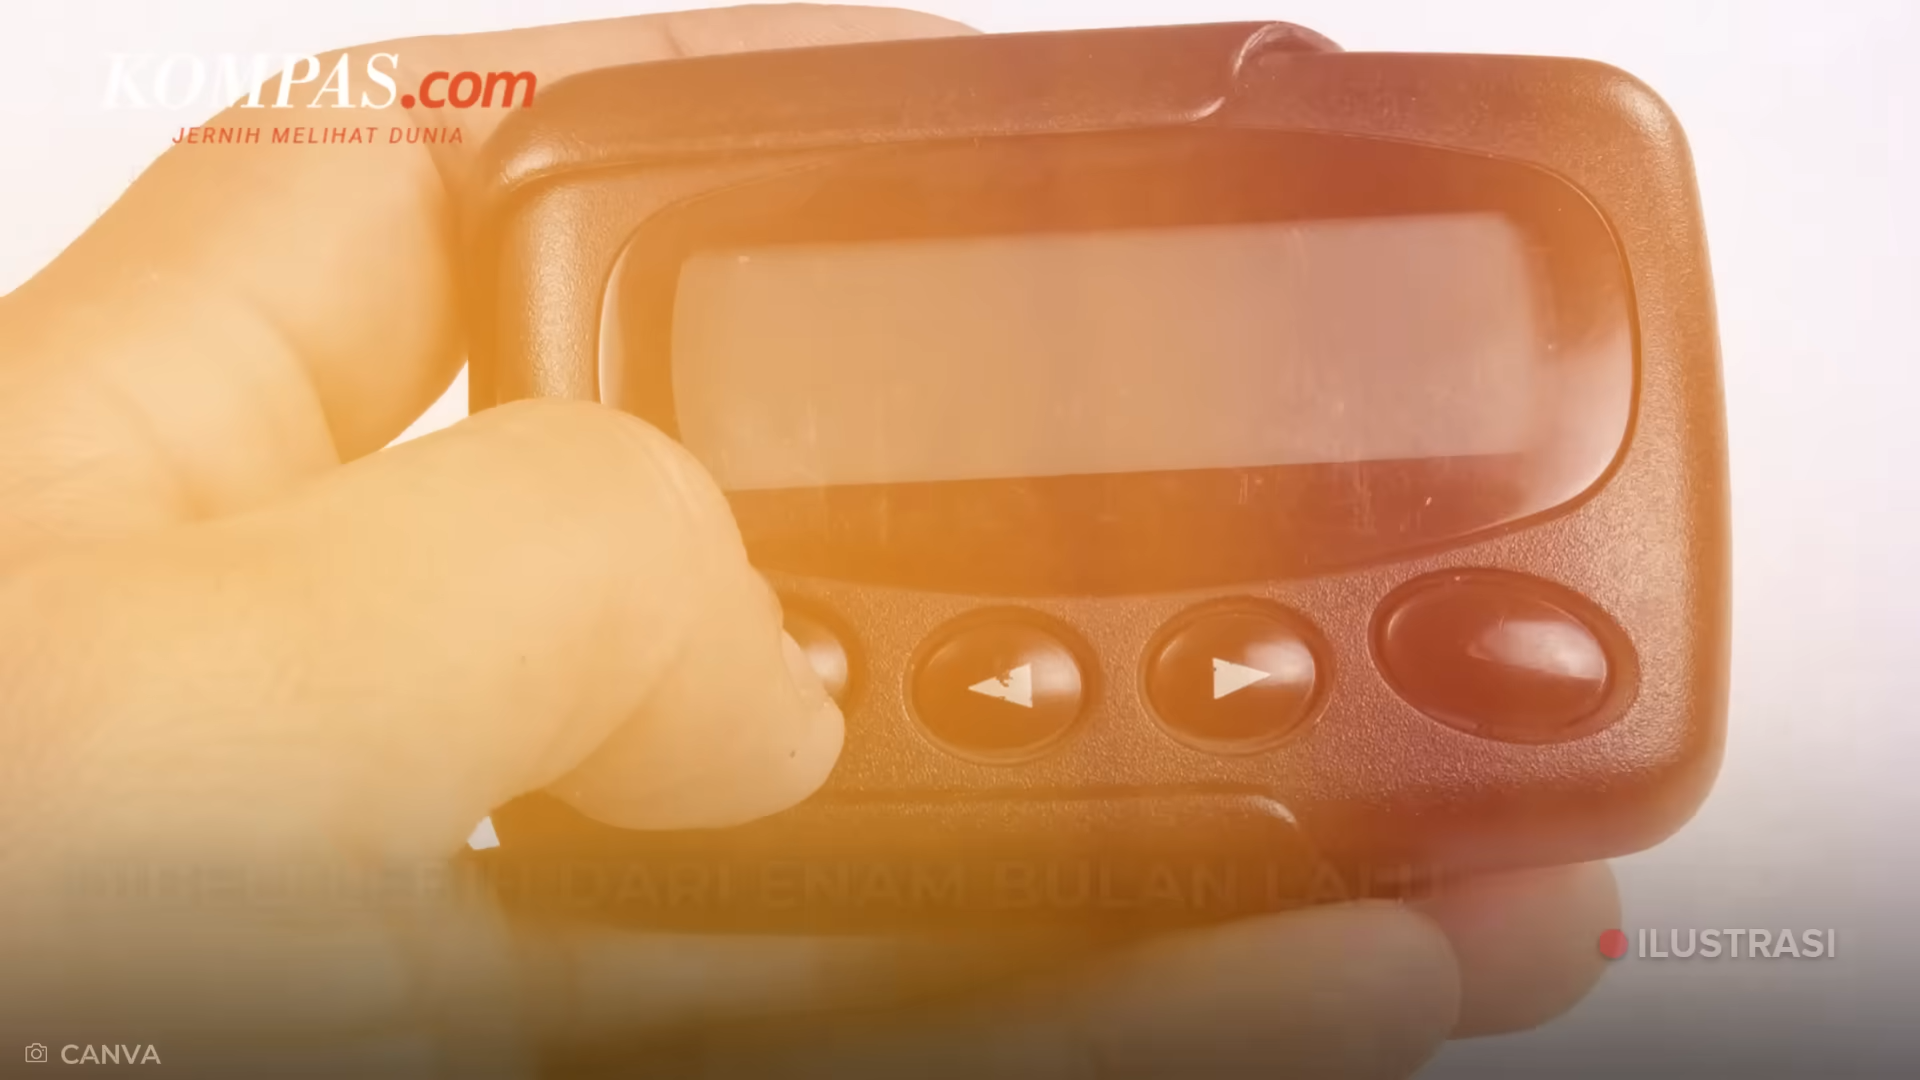 KOMPAS.com
JERNIH MELIHAT DUNIA
DARI ENAM BULAN LALU
ILUSTRASI
CANVA